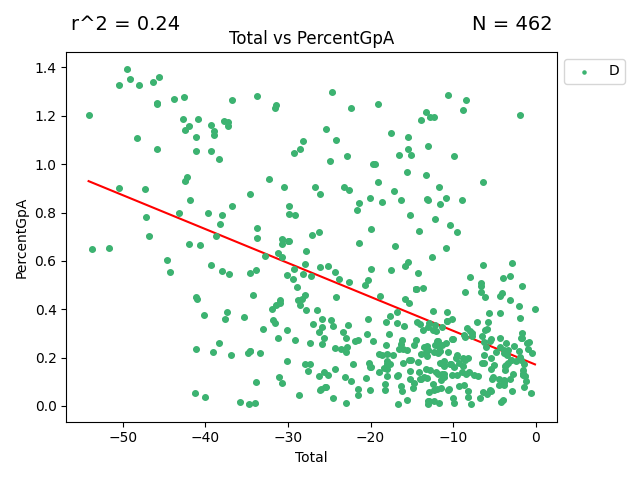 r^2 = 0.24
N = 462
Total vs PercentGpA
D
PercentGpA
1.4
1.2
1.0
0.8
0.6
0.4
0.2
0.0
−50
−40
−30
−20
−10
0
Total